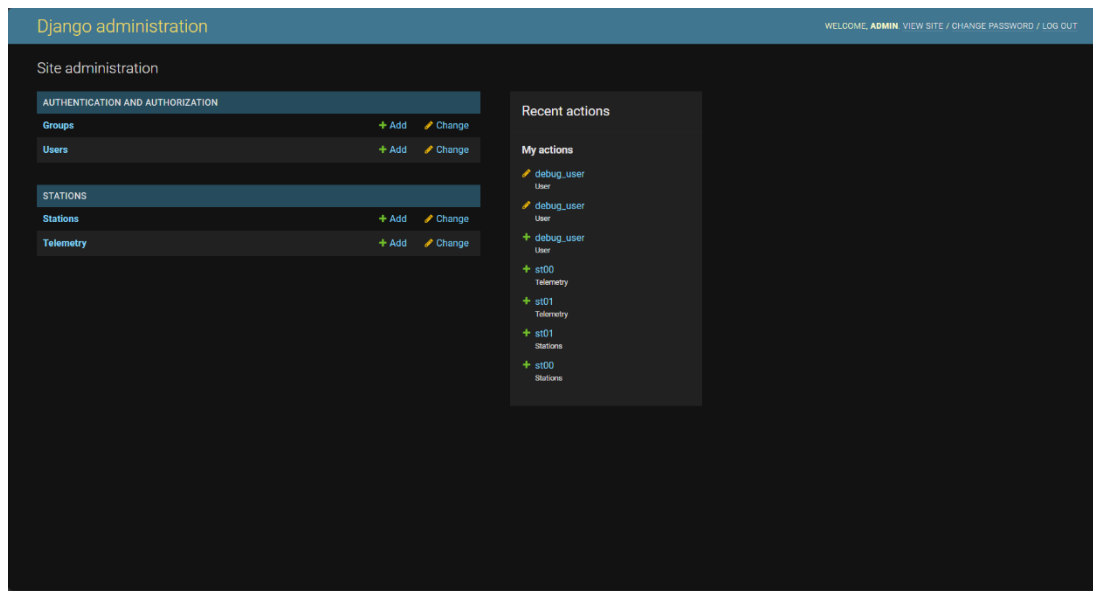 Django administration
WELCOME, ADMIN. VIEW SITE / CHANGE PASSWORD / LOG OUT
Site administration
AUTHENTICATION AND AUTHORIZATION
Groups + Add Change
Users + Add Change
STATIONS
Stations + Add Change
Telemetry + Add Change
Recent actions
My actions
debug_user
User
debug_user
User
+ debug_user
User
+ st00
Telemetry
+ st01
Telemetry
+ st01
Stations
+ st00
Stations